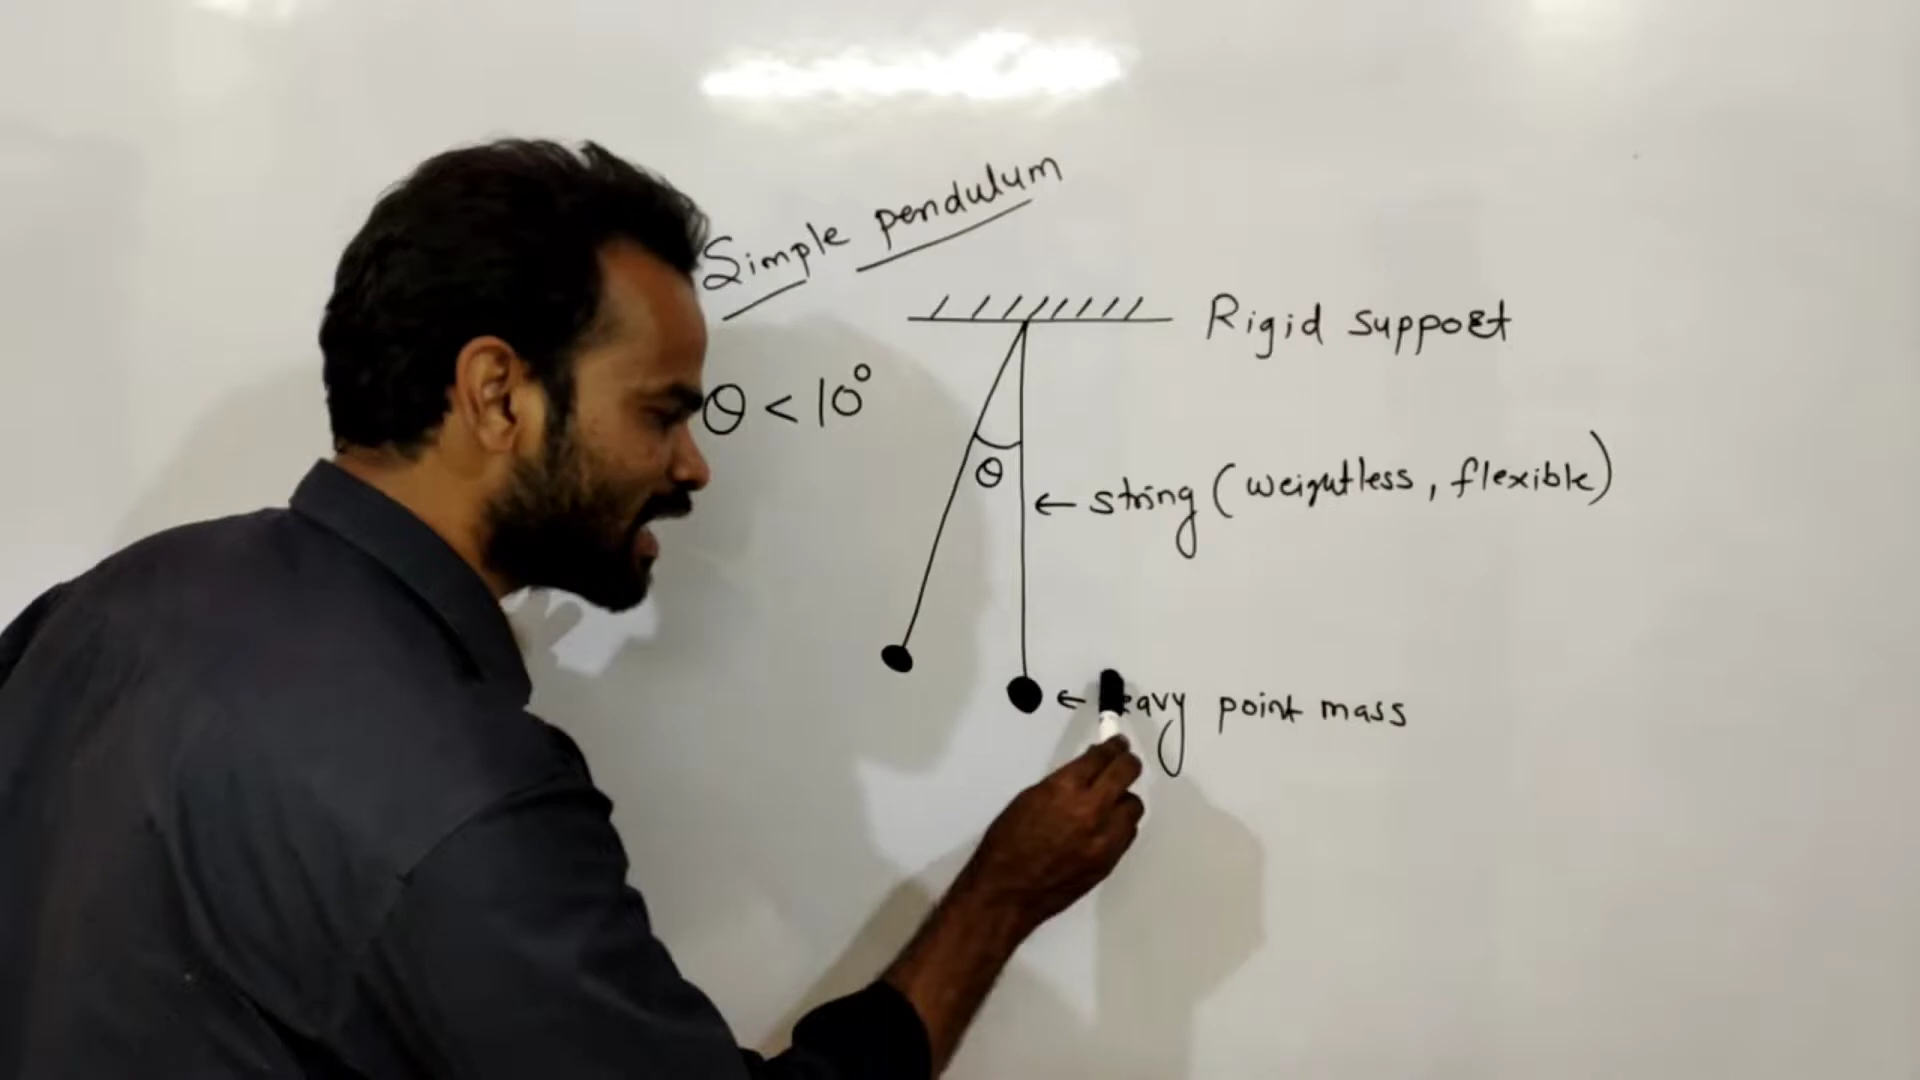 Simple pendulum
Rigid support
θ < 10°
θ
← string (weightless, flexible)
← heavy point mass